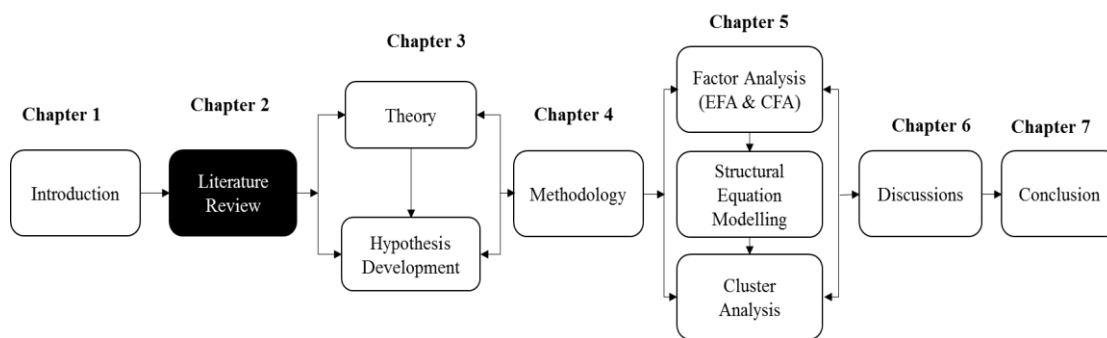 Chapter 1
Introduction
Chapter 2
Literature
Review
Chapter 3
Theory
Hypothesis
Development
Chapter 4
Methodology
Chapter 5
Factor Analysis
(EFA & CFA)
Structural
Equation
Modelling
Cluster
Analysis
Chapter 6
Discussions
Chapter 7
Conclusion